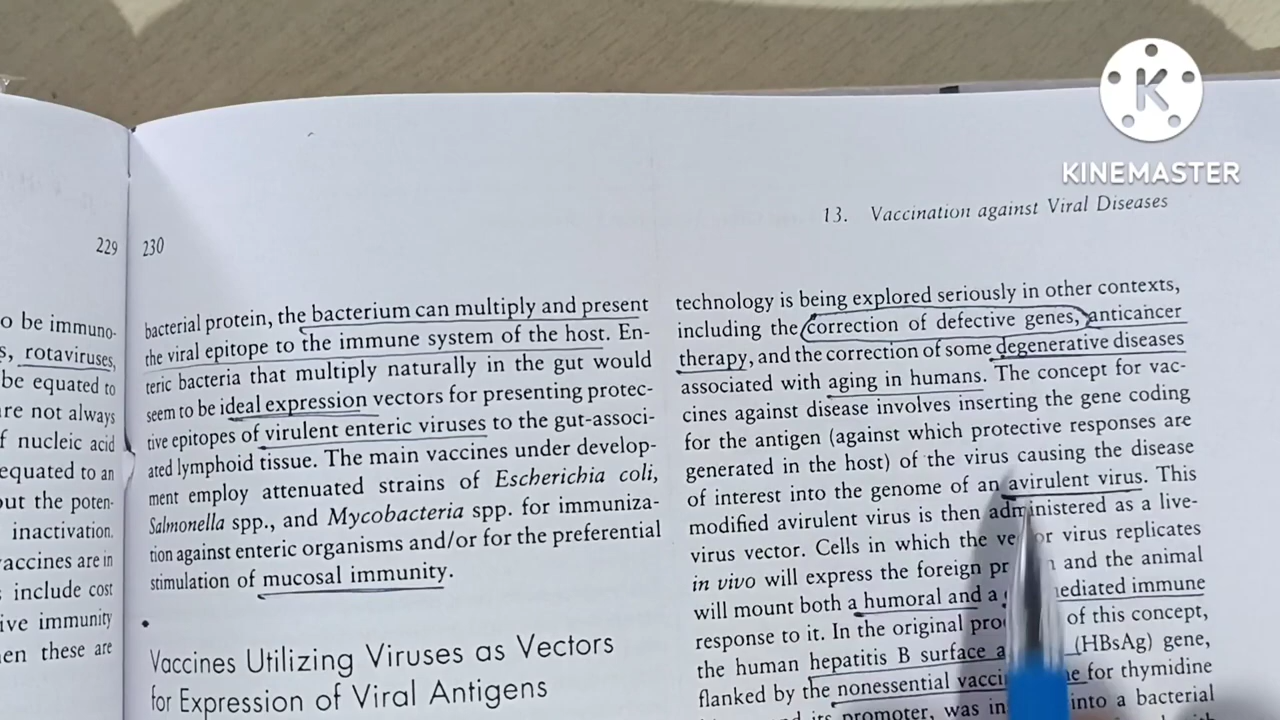 KINEMASTER
13. Vaccination against Viral Diseases
229
o be immuno-
s, rotaviruses,
be equated to
re not always
f nucleic acid
equated to an
out the poten-
inactivation.
vaccines are in
include cost
ive immunity
en these are
230
bacterial protein, the bacterium can multiply and present
the viral epitope to the immune system of the host. En-
teric bacteria that multiply naturally in the gut would
seem to be ideal expression vectors for presenting protec-
tive epitopes of virulent enteric viruses to the gut-associ-
ated lymphoid tissue. The main vaccines under develop-
ment employ attenuated strains of Escherichia coli,
Salmonella spp., and Mycobacteria spp. for immuniza-
tion against enteric organisms and/or for the preferential
stimulation of mucosal immunity.
Vaccines Utilizing Viruses as Vectors
for Expression of Viral Antigens
technology is being explored seriously in other contexts,
including the correction of defective genes, anticancer
therapy, and the correction of some degenerative diseases
associated with aging in humans. The concept for vac-
cines against disease involves inserting the gene coding
for the antigen (against which protective responses are
generated in the host) of the virus causing the disease
of interest into the genome of an avirulent virus. This
modified avirulent virus is then administered as a live-
virus vector. Cells in which the virus replicates
in vivo will express the foreign and the animal
will mount both a humoral and a mediated immune
response to it. In the original of this concept,
the human hepatitis B surface (HBsAg) gene,
flanked by the nonessential for thymidine
its promoter, was into a bacterial